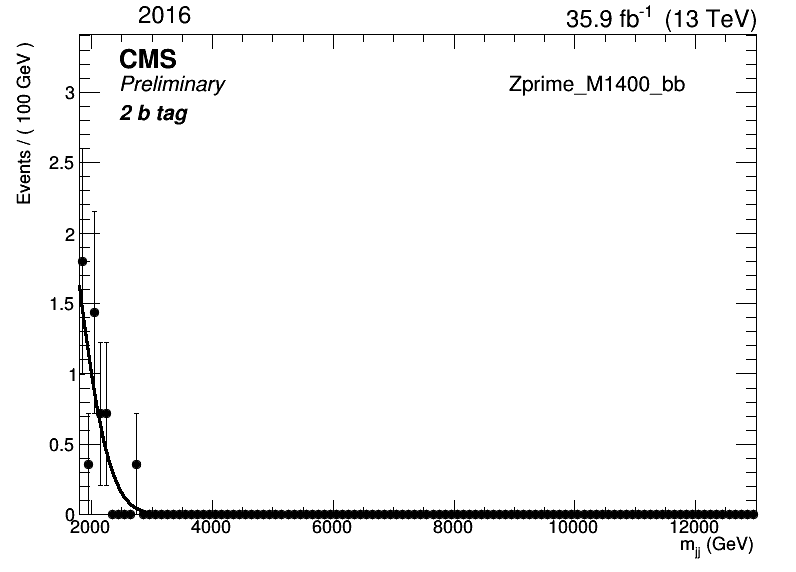 2016
35.9 fb⁻¹ (13 TeV)
CMS
Preliminary
Zprime_M1400_bb
2 b tag
Events / ( 100 GeV )
3
2.5
2
1.5
1
0.5
0
2000 4000 6000 8000 10000 12000
m_jj (GeV)